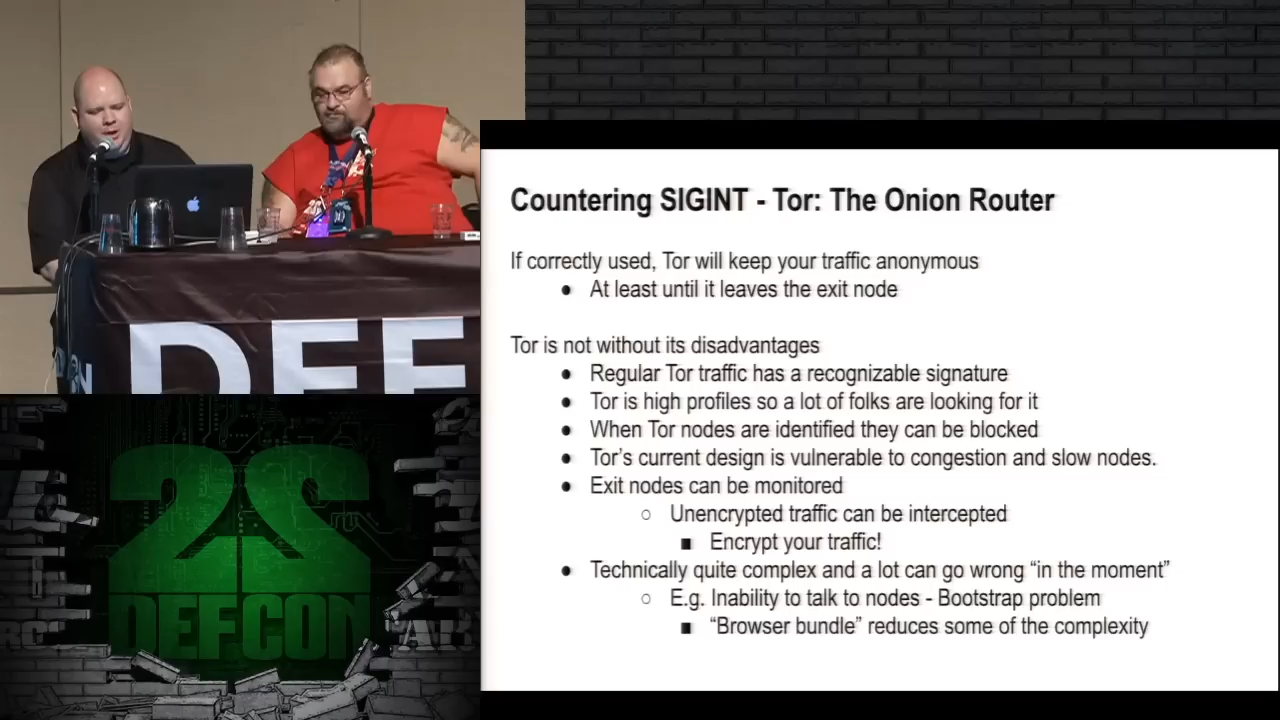 Countering SIGINT - Tor: The Onion Router
If correctly used, Tor will keep your traffic anonymous
● At least until it leaves the exit node
Tor is not without its disadvantages
● Regular Tor traffic has a recognizable signature
● Tor is high profiles so a lot of folks are looking for it
● When Tor nodes are identified they can be blocked
● Tor’s current design is vulnerable to congestion and slow nodes.
● Exit nodes can be monitored
○ Unencrypted traffic can be intercepted
■ Encrypt your traffic!
● Technically quite complex and a lot can go wrong “in the moment”
○ E.g. Inability to talk to nodes - Bootstrap problem
■ “Browser bundle” reduces some of the complexity
DEF
22
DEFCON